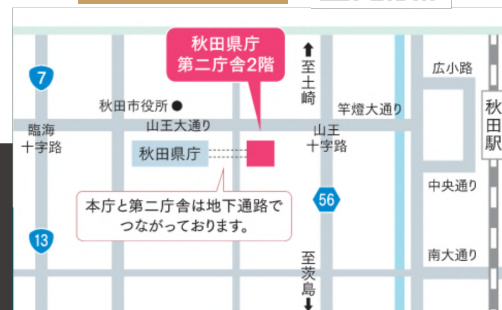 秋田県庁
第二庁舎2階
至土崎
広小路
7
秋田市役所
竿燈大通り
秋田駅
臨海
十字路
山王大通り
山王
十字路
秋田県庁
中央通り
本庁と第二庁舎は地下通路で
つながっております。
56
13
南大通り
至茨島